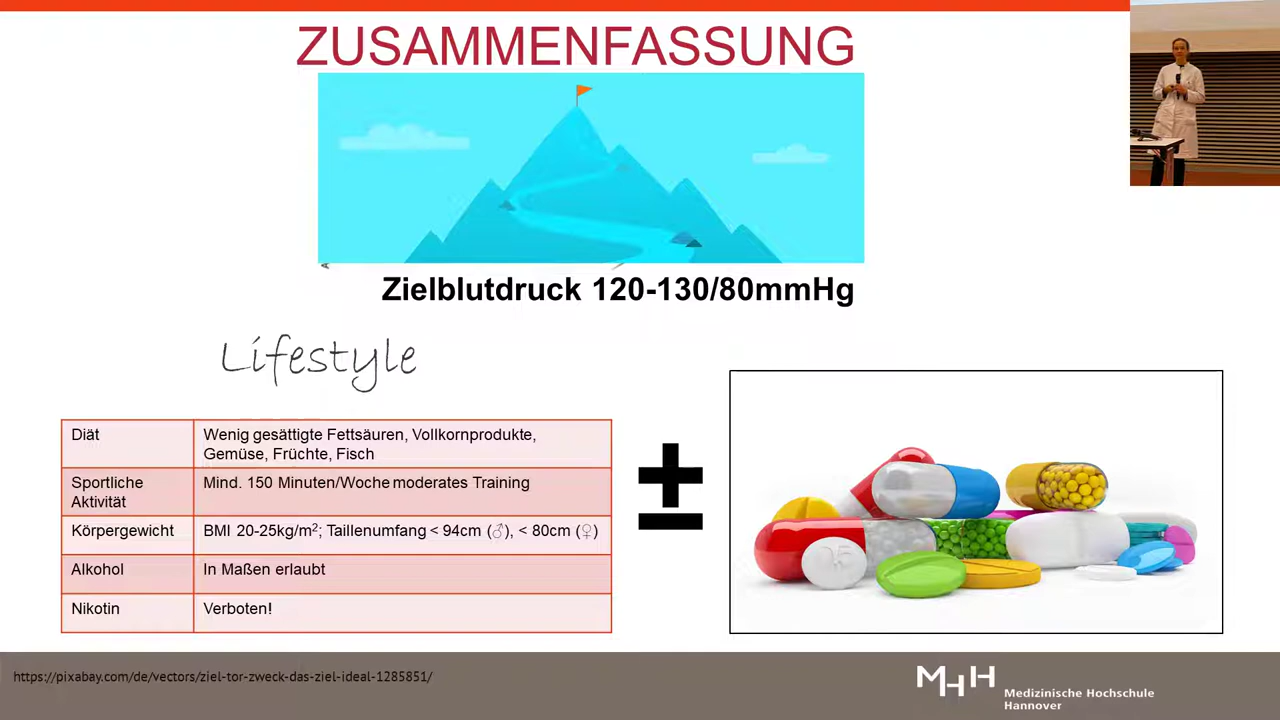 ZUSAMMENFASSUNG
Zielblutdruck 120-130/80mmHg
Lifestyle
Diät
Wenig gesättigte Fettsäuren, Vollkornprodukte,
Gemüse, Früchte, Fisch
Sportliche
Aktivität
Mind. 150 Minuten/Woche moderates Training
Körpergewicht
BMI 20-25kg/m²; Taillenumfang < 94cm (♂), < 80cm (♀)
Alkohol
In Maßen erlaubt
Nikotin
Verboten!
±
https://pixabay.com/de/vectors/ziel-tor-zweck-das-ziel-ideal-1285851/
MHH
Medizinische Hochschule
Hannover